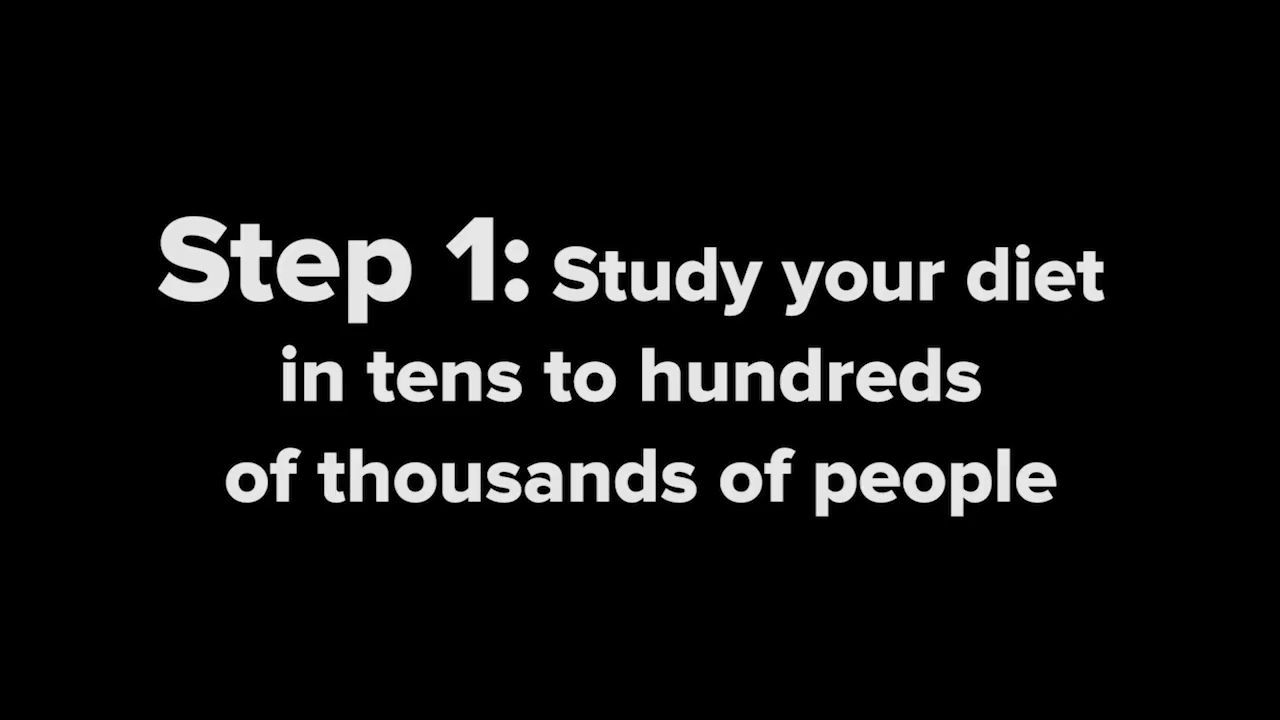 Step 1: Study your diet
in tens to hundreds
of thousands of people